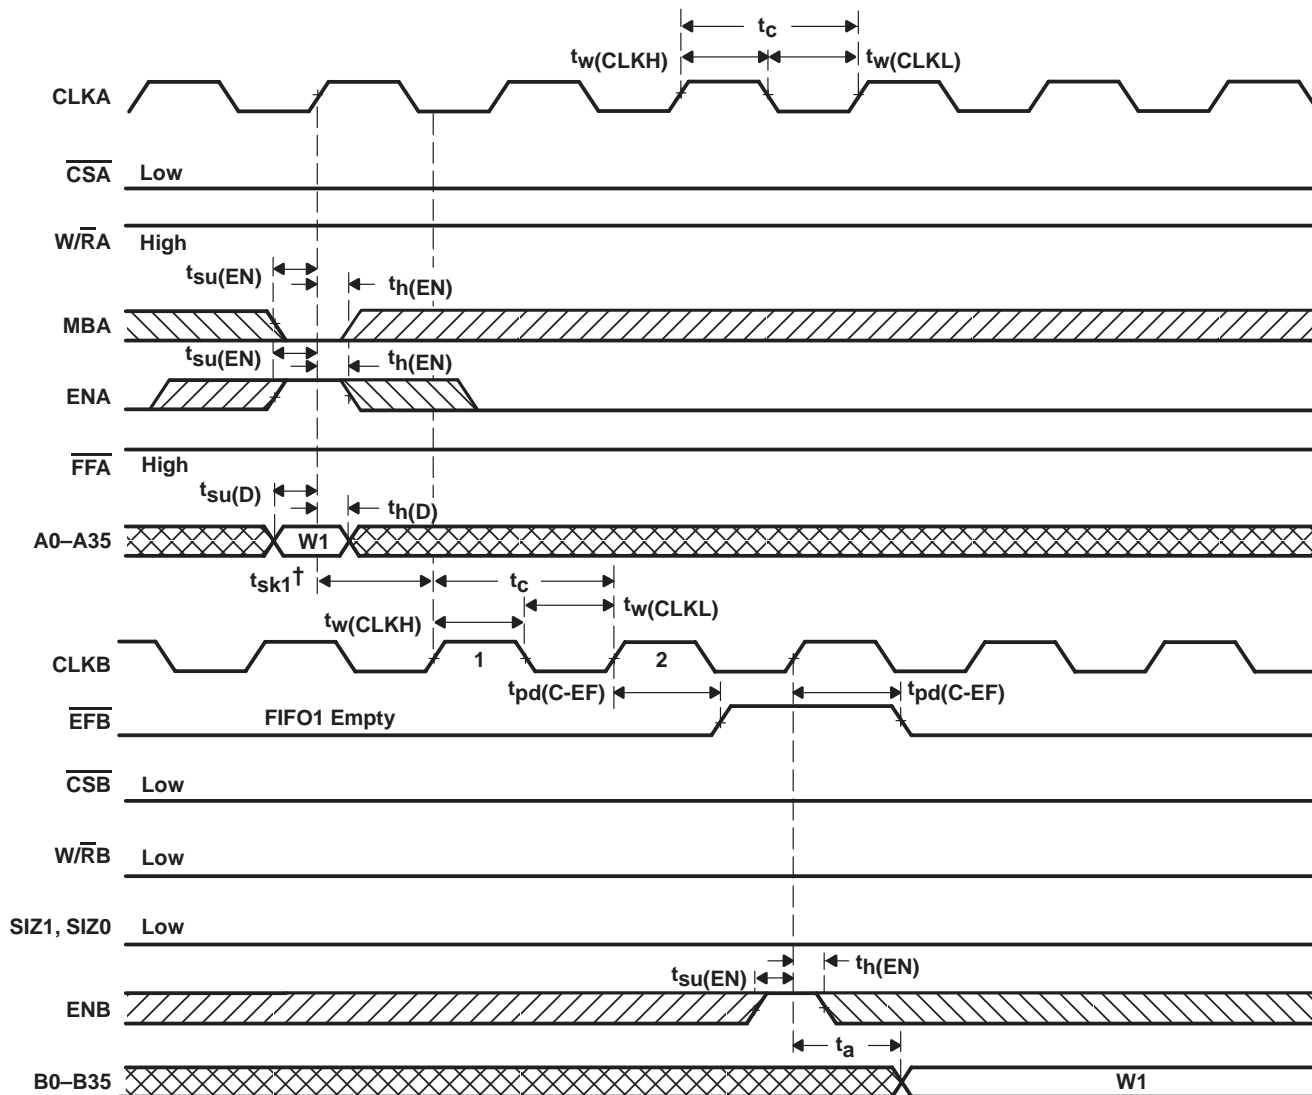 tc
tw(CLKH)
tw(CLKL)
CLKA
CSA
Low
W/RA
High
tsu(EN)
th(EN)
MBA
tsu(EN)
th(EN)
ENA
FFA
High
tsu(D)
th(D)
A0–A35
W1
tsk1†
tc
tw(CLKH)
tw(CLKL)
CLKB
1
2
tpd(C-EF)
tpd(C-EF)
EFB
FIFO1 Empty
CSB
Low
W/RB
Low
SIZ1, SIZ0
Low
tsu(EN)
th(EN)
ENB
ta
B0–B35
W1